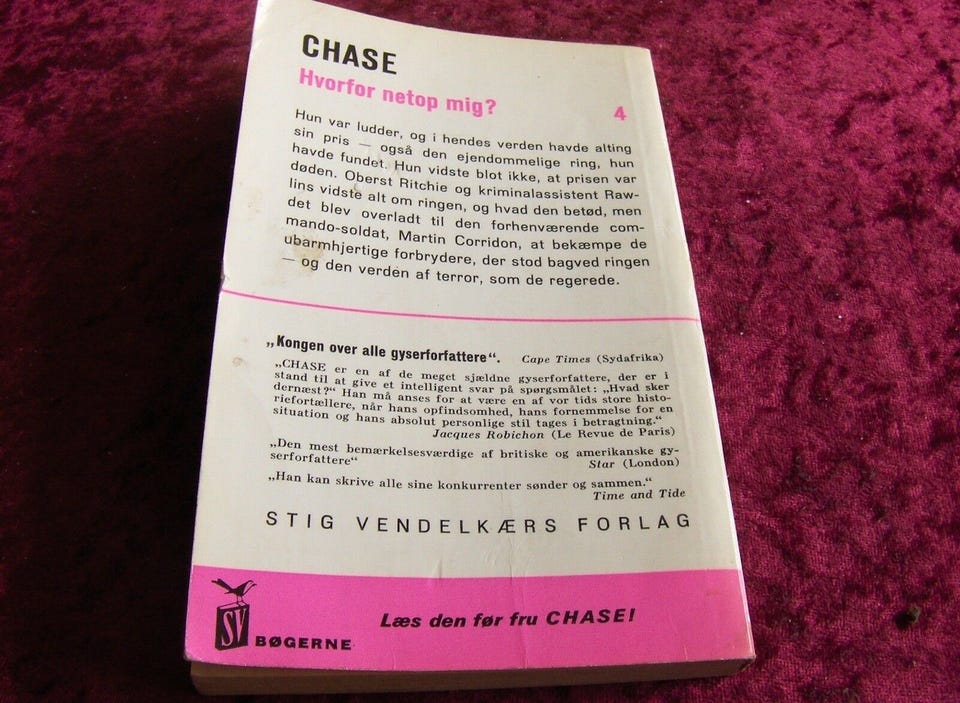 CHASE
Hvorfor netop mig?
4
Hun var ludder, og i hendes verden havde alting
sin pris — også den ejendommelige ring, hun
havde fundet. Hun vidste blot ikke, at prisen var
døden. Oberst Ritchie og kriminalassistent Raw-
lins vidste alt om ringen, og hvad den betød, men
det blev overladt til den forhenværende com-
mando-soldat, Martin Corridon, at bekæmpe de
ubarmhjertige forbrydere, der stod bagved ringen
— og den verden af terror, som de regerede.
„Kongen over alle gyserforfattere“. Cape Times (Sydafrika)
„CHASE er en af de meget sjældne gyserforfattere, der er i
stand til at give et intelligent svar på spørgsmålet: „Hvad sker
dernæst?“ Han må anses for at være en af vor tids store histo-
riefortællere, når hans opfindsomhed, hans fornemmelse for en
situation og hans absolut personlige stil tages i betragtning.“
Jacques Robichon (Le Revue de Paris)
„Den mest bemærkelsesværdige af britiske og amerikanske gy-
serforfattere“ Star (London)
„Han kan skrive alle sine konkurrenter sønder og sammen.“
Time and Tide
STIG VENDELKÆRS FORLAG
SV
BØGERNE
Læs den før fru CHASE!